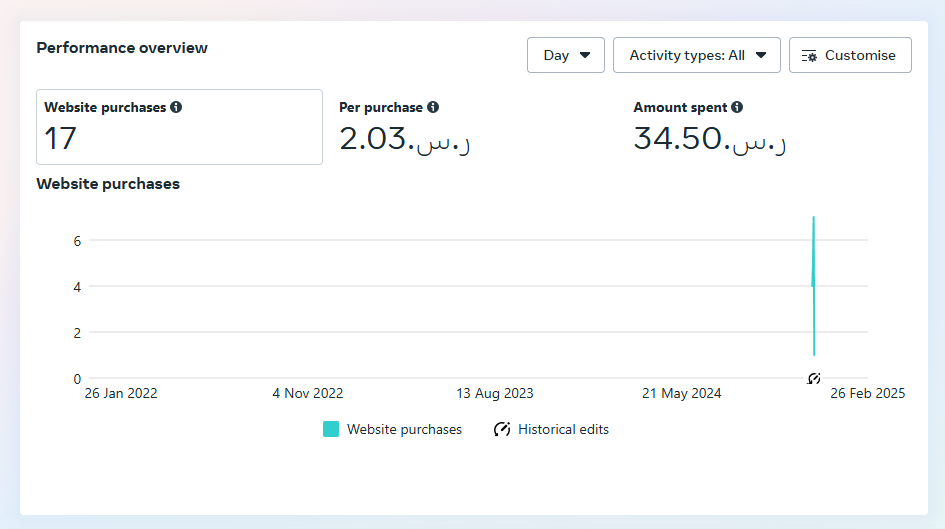 Performance overview
Day
Activity types: All
Customise
Website purchases
17
Per purchase
ر.س.‏2.03
Amount spent
ر.س.‏34.50
Website purchases
6
4
2
0
26 Jan 2022
4 Nov 2022
13 Aug 2023
21 May 2024
26 Feb 2025
Website purchases
Historical edits